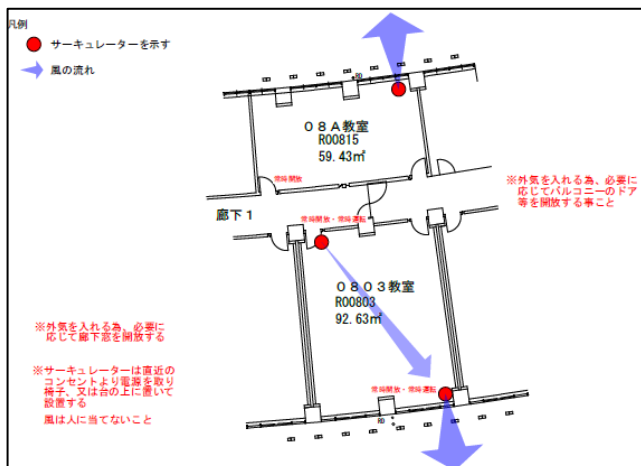 凡例
サーキュレーターを示す
風の流れ
RD
08A教室
R00815
59.43㎡
常時開放
※外気を入れる為、必要に
応じてバルコニーのドア
等を開放する事こと
廊下1
常時開放・常時運転
0803教室
R00803
92.63㎡
※外気を入れる為、必要に
応じて廊下窓を開放する
※サーキュレーターは直近の
コンセントより電源を取り
椅子、又は台の上に置いて
設置する
風は人に当てないこと
常時開放・常時運転
RD